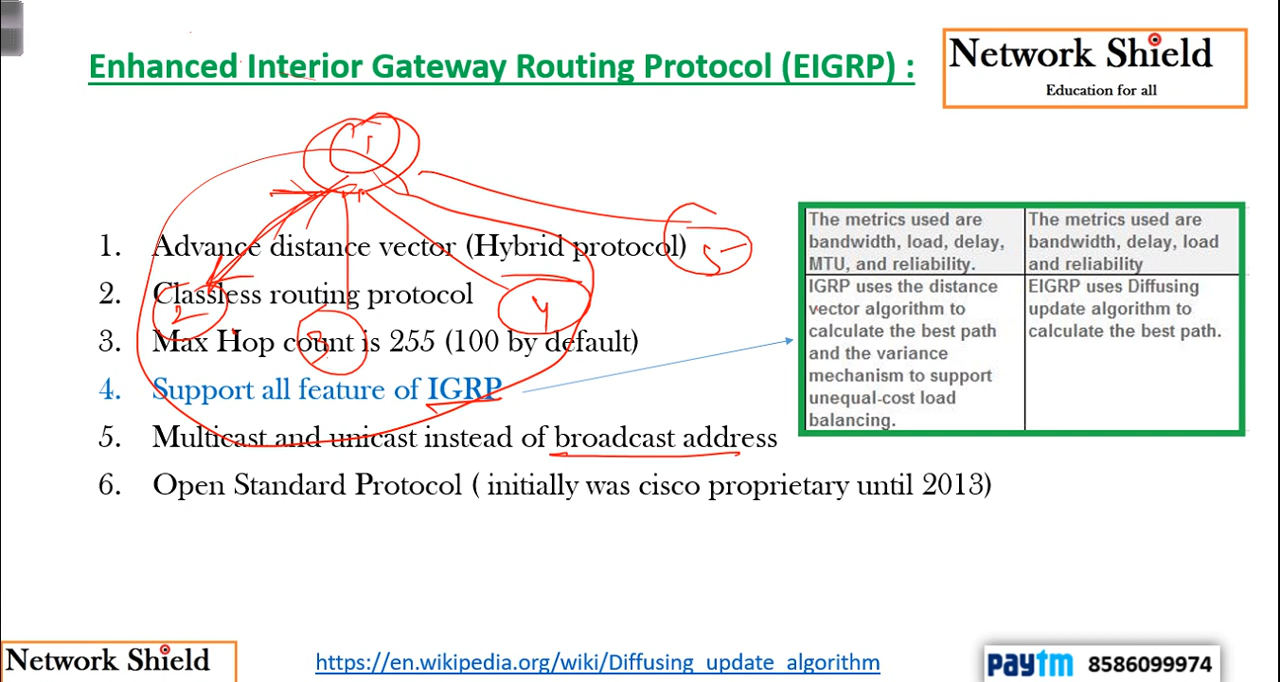 Enhanced Interior Gateway Routing Protocol (EIGRP) :
Network Shield
Education for all
1
1. Advance distance vector (Hybrid protocol)
5
2. Classless routing protocol
2
3
4
3. Max Hop count is 255 (100 by default)
4. Support all feature of IGRP
5. Multicast and unicast instead of broadcast address
6. Open Standard Protocol ( initially was cisco proprietary until 2013)
The metrics used are
bandwidth, load, delay,
MTU, and reliability.
The metrics used are
bandwidth, delay, load
and reliability
IGRP uses the distance
vector algorithm to
calculate the best path
and the variance
mechanism to support
unequal-cost load
balancing.
EIGRP uses Diffusing
update algorithm to
calculate the best path.
Network Shield
https://en.wikipedia.org/wiki/Diffusing_update_algorithm
paytm 8586099974